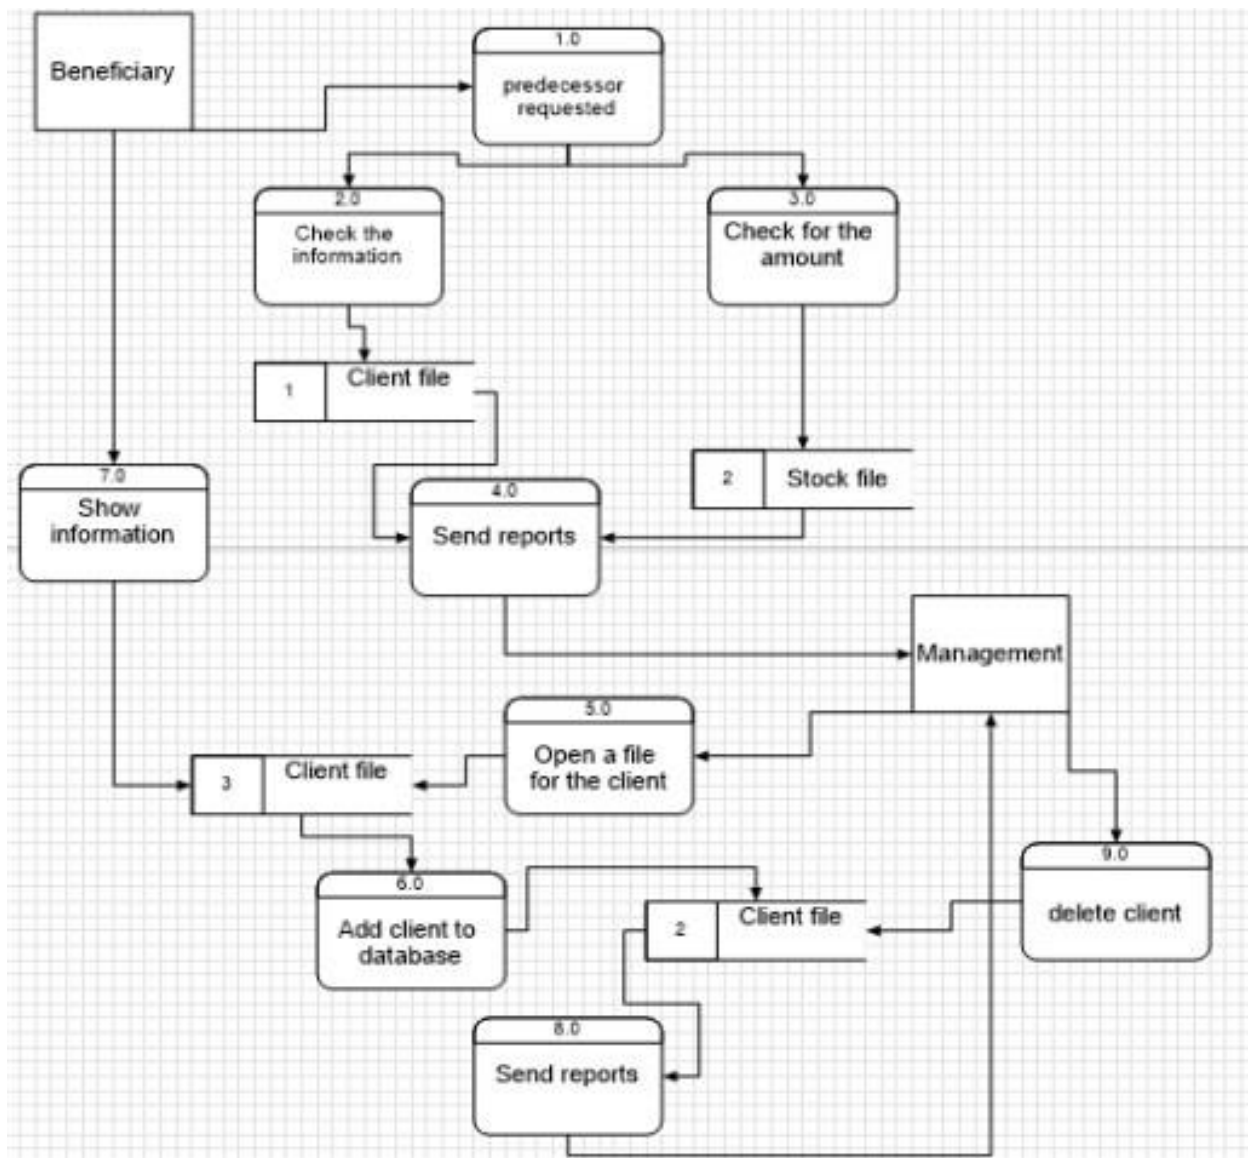 Beneficiary
1.0
predecessor
requested
2.0
Check the
information
3.0
Check for the
amount
1
Client file
2
Stock file
7.0
Show
information
4.0
Send reports
Management
5.0
Open a file
for the client
3
Client file
6.0
Add client to
database
2
Client file
9.0
delete client
8.0
Send reports